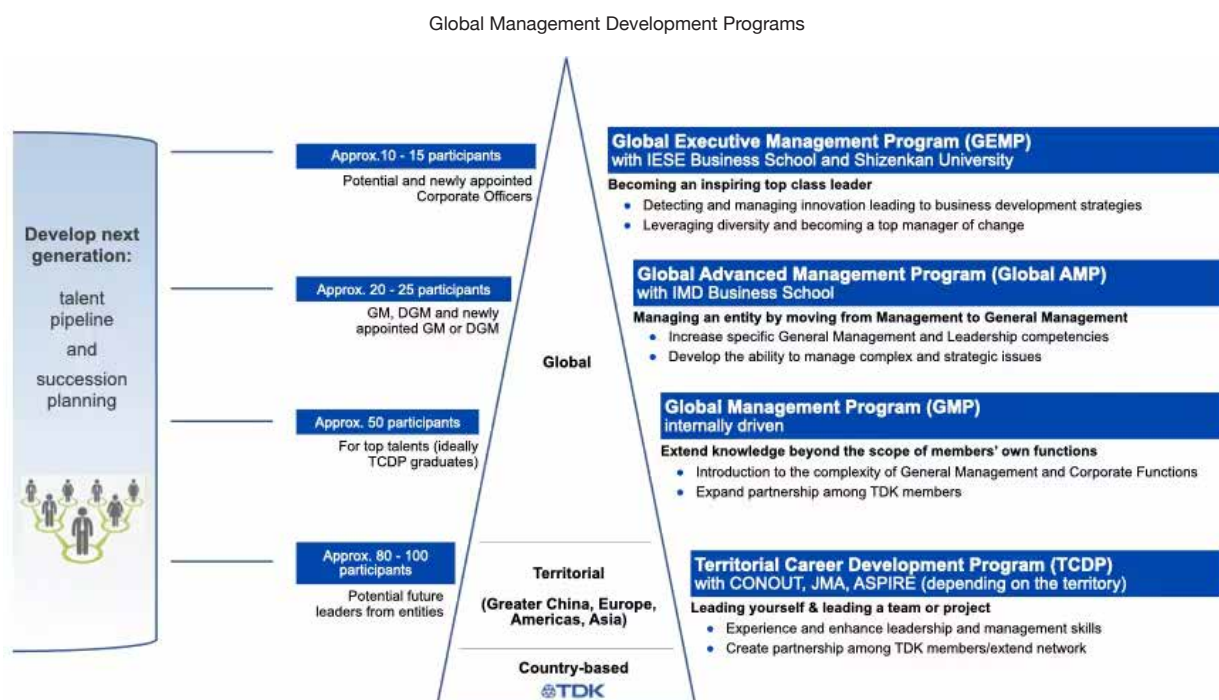 Global Management Development Programs
Develop next
generation:
talent
pipeline
and
succession
planning
Approx.10 - 15 participants
Potential and newly appointed
Corporate Officers
Global Executive Management Program (GEMP)
with IESE Business School and Shizenkan University
Becoming an inspiring top class leader
• Detecting and managing innovation leading to business development strategies
• Leveraging diversity and becoming a top manager of change
Approx. 20 - 25 participants
GM, DGM and newly
appointed GM or DGM
Global Advanced Management Program (Global AMP)
with IMD Business School
Managing an entity by moving from Management to General Management
• Increase specific General Management and Leadership competencies
• Develop the ability to manage complex and strategic issues
Global
Approx. 50 participants
For top talents (ideally
TCDP graduates)
Global Management Program (GMP)
internally driven
Extend knowledge beyond the scope of members' own functions
• Introduction to the complexity of General Management and Corporate Functions
• Expand partnership among TDK members
Approx. 80 - 100
participants
Potential future
leaders from entities
Territorial
(Greater China, Europe,
Americas, Asia)
Territorial Career Development Program (TCDP)
with CONOUT, JMA, ASPIRE (depending on the territory)
Leading yourself & leading a team or project
• Experience and enhance leadership and management skills
• Create partnership among TDK members/extend network
Country-based
TDK